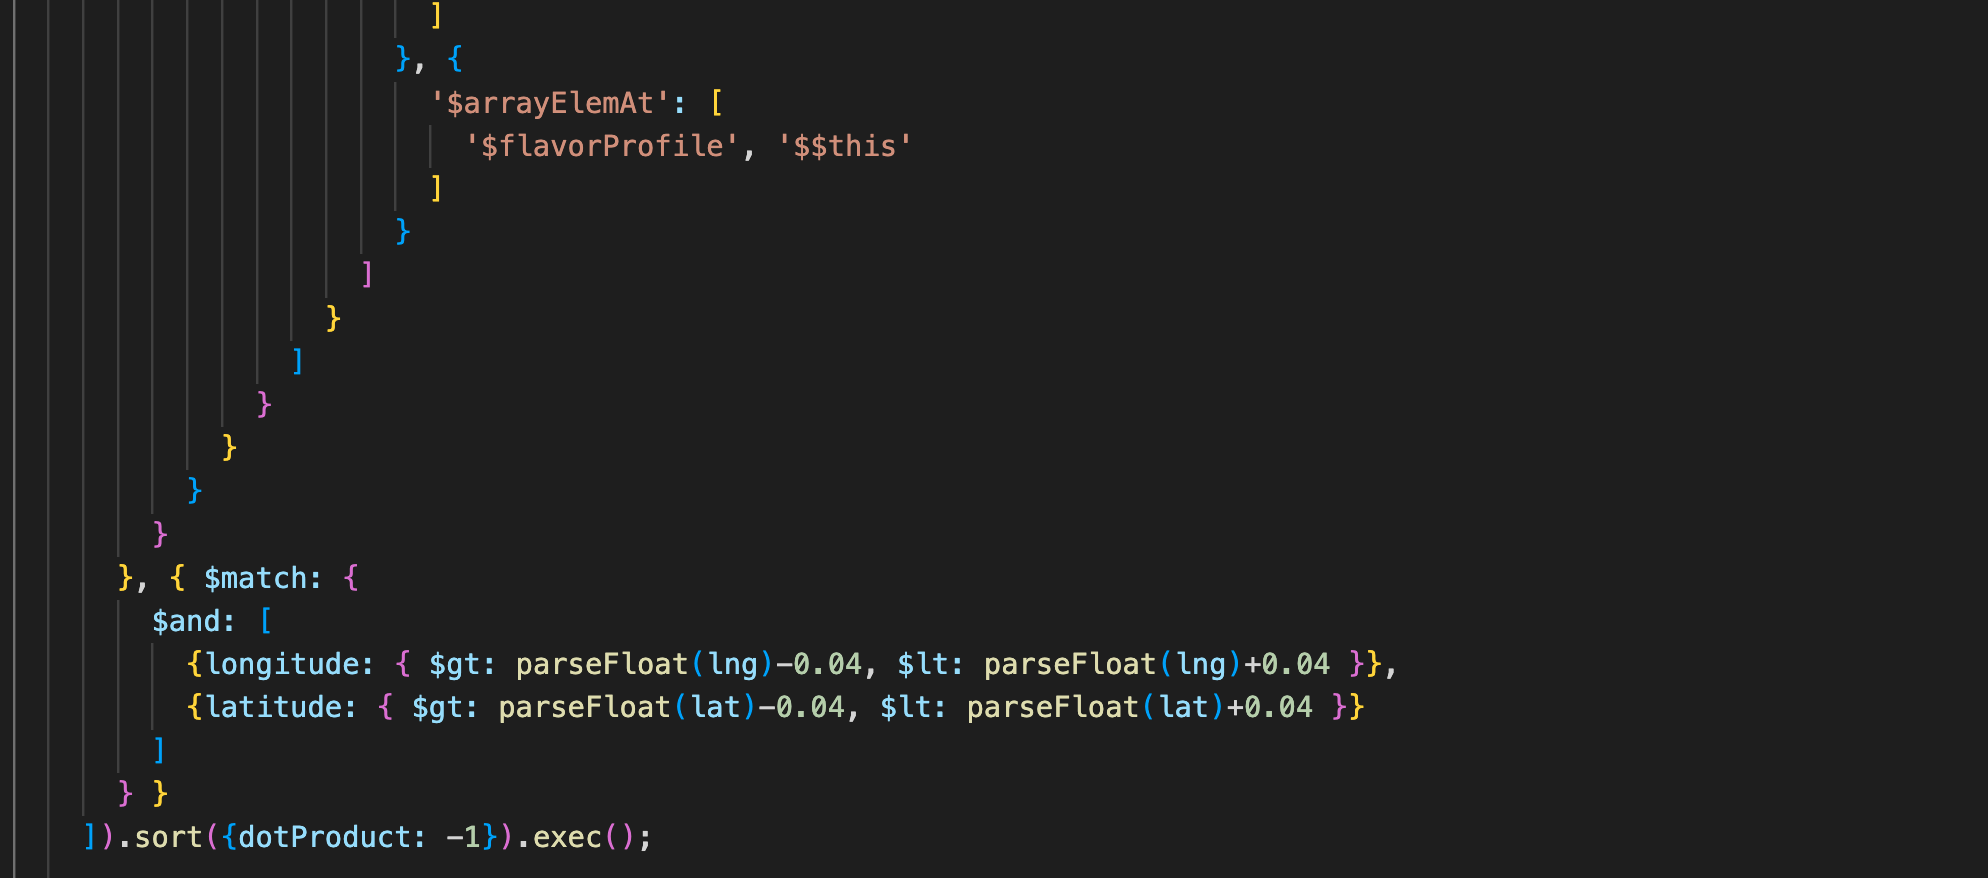 ]
}, {
'$arrayElemAt': [
'$flavorProfile', '$$this'
]
}
]
}
]
}
}
}
}
}, { $match: {
$and: [
{longitude: { $gt: parseFloat(lng)-0.04, $lt: parseFloat(lng)+0.04 }},
{latitude: { $gt: parseFloat(lat)-0.04, $lt: parseFloat(lat)+0.04 }}
]
} }
]).sort({dotProduct: -1}).exec();